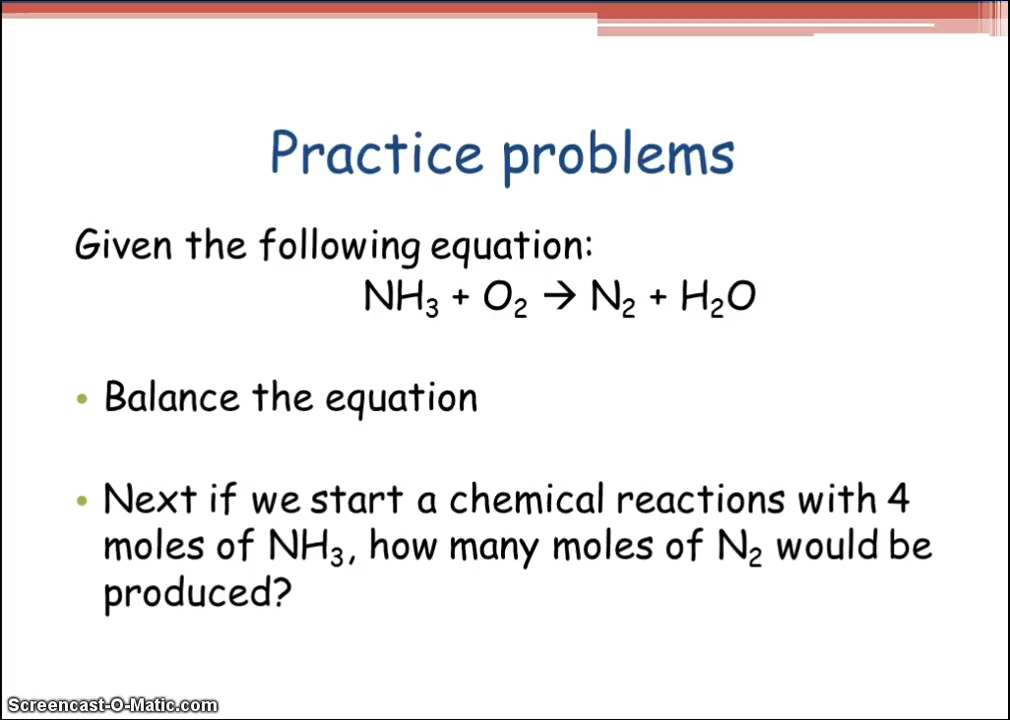 Practice problems
Given the following equation:
NH₃ + O₂ → N₂ + H₂O
• Balance the equation
• Next if we start a chemical reactions with 4
moles of NH₃, how many moles of N₂ would be
produced?
Screencast-O-Matic.com